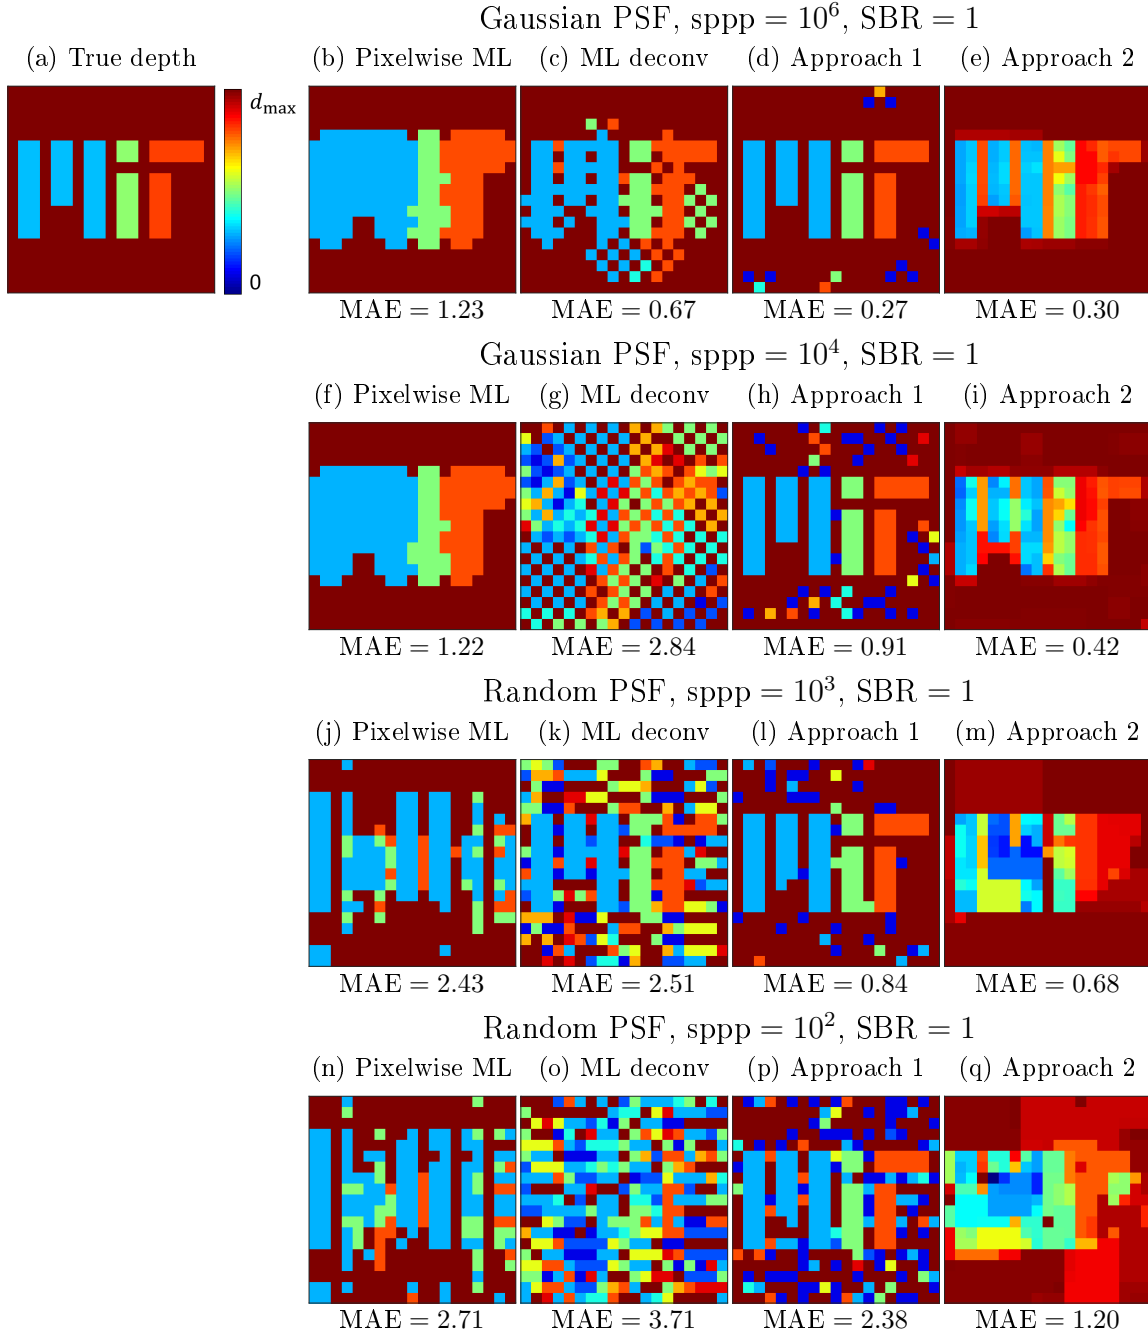 Gaussian PSF, sppp = 10^6, SBR = 1
(a) True depth
(b) Pixelwise ML
(c) ML deconv
(d) Approach 1
(e) Approach 2
d_max
0
MAE = 1.23
MAE = 0.67
MAE = 0.27
MAE = 0.30
Gaussian PSF, sppp = 10^4, SBR = 1
(f) Pixelwise ML
(g) ML deconv
(h) Approach 1
(i) Approach 2
MAE = 1.22
MAE = 2.84
MAE = 0.91
MAE = 0.42
Random PSF, sppp = 10^3, SBR = 1
(j) Pixelwise ML
(k) ML deconv
(l) Approach 1
(m) Approach 2
MAE = 2.43
MAE = 2.51
MAE = 0.84
MAE = 0.68
Random PSF, sppp = 10^2, SBR = 1
(n) Pixelwise ML
(o) ML deconv
(p) Approach 1
(q) Approach 2
MAE = 2.71
MAE = 3.71
MAE = 2.38
MAE = 1.20